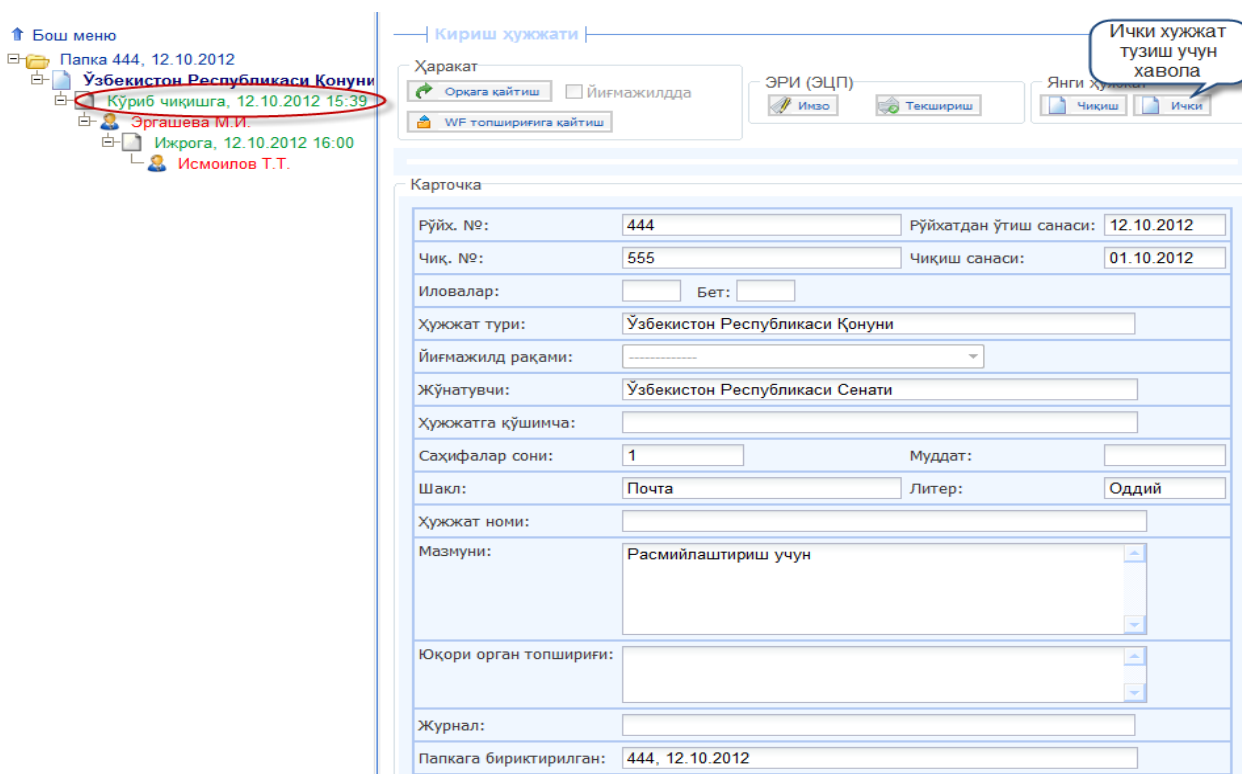 Бош меню
Папка 444, 12.10.2012
Ўзбекистон Республикаси Қонуни
Кўриб чиқишга, 12.10.2012 15:39
Эргашева М.И.
Ижрога, 12.10.2012 16:00
Исмоилов Т.Т.
Кириш ҳужжати
Ички хужжат
тузиш учун
хавола
Ҳаракат
Орқага қайтиш Йиғмажилдда
WF топшириғига қайтиш
ЭРИ (ЭЦП)
Имзо Текшириш
Янги
Чиқиш Ички
Карточка
Рўйх. №: 444 Рўйхатдан ўтиш санаси: 12.10.2012
Чиқ. №: 555 Чиқиш санаси: 01.10.2012
Иловалар: Бет:
Ҳужжат тури: Ўзбекистон Республикаси Қонуни
Йиғмажилд рақами: -------------
Жўнатувчи: Ўзбекистон Республикаси Сенати
Ҳужжатга қўшимча:
Саҳифалар сони: 1 Муддат:
Шакл: Почта Литер: Оддий
Ҳужжат номи:
Мазмуни: Расмийлаштириш учун
Юқори орган топшириғи:
Журнал:
Папкага бириктирилган: 444, 12.10.2012